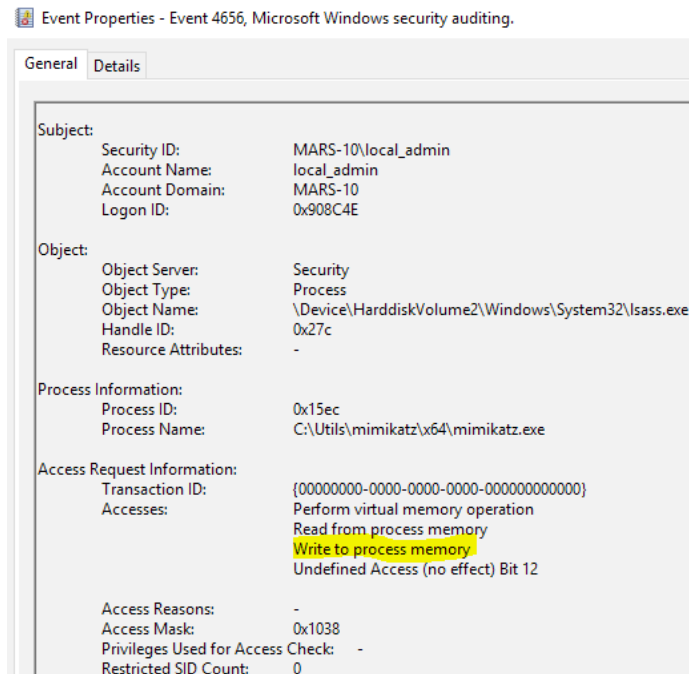 Event Properties - Event 4656, Microsoft Windows security auditing.
General Details
Subject:
Security ID: MARS-10\local_admin
Account Name: local_admin
Account Domain: MARS-10
Logon ID: 0x908C4E
Object:
Object Server: Security
Object Type: Process
Object Name: \Device\HarddiskVolume2\Windows\System32\lsass.exe
Handle ID: 0x27c
Resource Attributes: -
Process Information:
Process ID: 0x15ec
Process Name: C:\Utils\mimikatz\x64\mimikatz.exe
Access Request Information:
Transaction ID: {00000000-0000-0000-0000-000000000000}
Accesses: Perform virtual memory operation
Read from process memory
Write to process memory
Undefined Access (no effect) Bit 12
Access Reasons: -
Access Mask: 0x1038
Privileges Used for Access Check: -
Restricted SID Count: 0